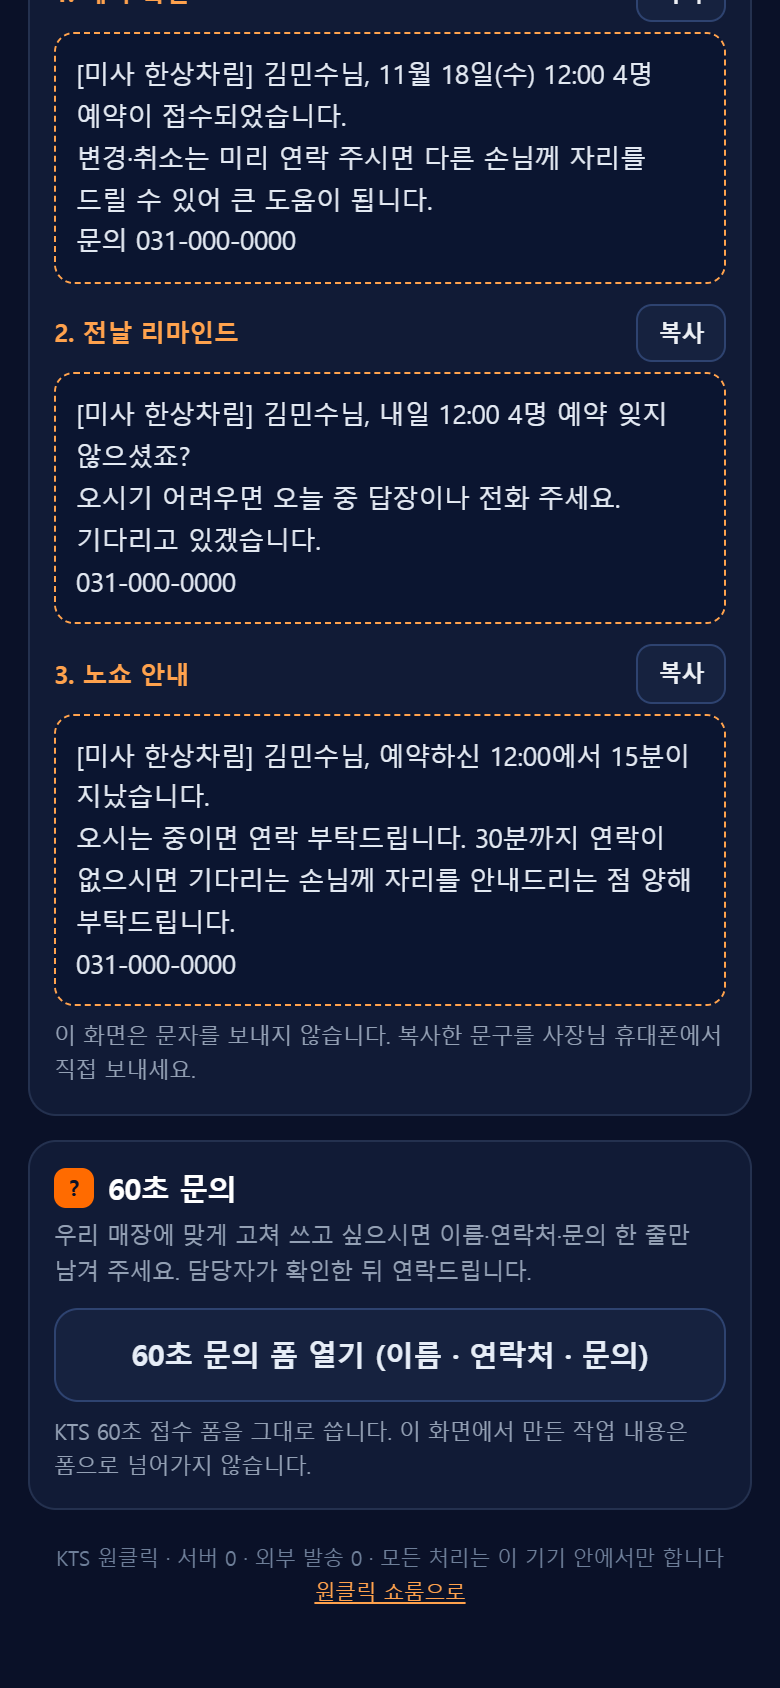 [미사 한상차림] 김민수님, 11월 18일(수) 12:00 4명
예약이 접수되었습니다.
변경·취소는 미리 연락 주시면 다른 손님께 자리를
드릴 수 있어 큰 도움이 됩니다.
문의 031-000-0000
2. 전날 리마인드
복사
[미사 한상차림] 김민수님, 내일 12:00 4명 예약 잊지
않으셨죠?
오시기 어려우면 오늘 중 답장이나 전화 주세요.
기다리고 있겠습니다.
031-000-0000
3. 노쇼 안내
복사
[미사 한상차림] 김민수님, 예약하신 12:00에서 15분이
지났습니다.
오시는 중이면 연락 부탁드립니다. 30분까지 연락이
없으시면 기다리는 손님께 자리를 안내드리는 점 양해
부탁드립니다.
031-000-0000
이 화면은 문자를 보내지 않습니다. 복사한 문구를 사장님 휴대폰에서
직접 보내세요.
? 60초 문의
우리 매장에 맞게 고쳐 쓰고 싶으시면 이름·연락처·문의 한 줄만
남겨 주세요. 담당자가 확인한 뒤 연락드립니다.
60초 문의 폼 열기 (이름 · 연락처 · 문의)
KTS 60초 접수 폼을 그대로 씁니다. 이 화면에서 만든 작업 내용은
폼으로 넘어가지 않습니다.
KTS 원클릭 · 서버 0 · 외부 발송 0 · 모든 처리는 이 기기 안에서만 합니다
원클릭 쇼룸으로